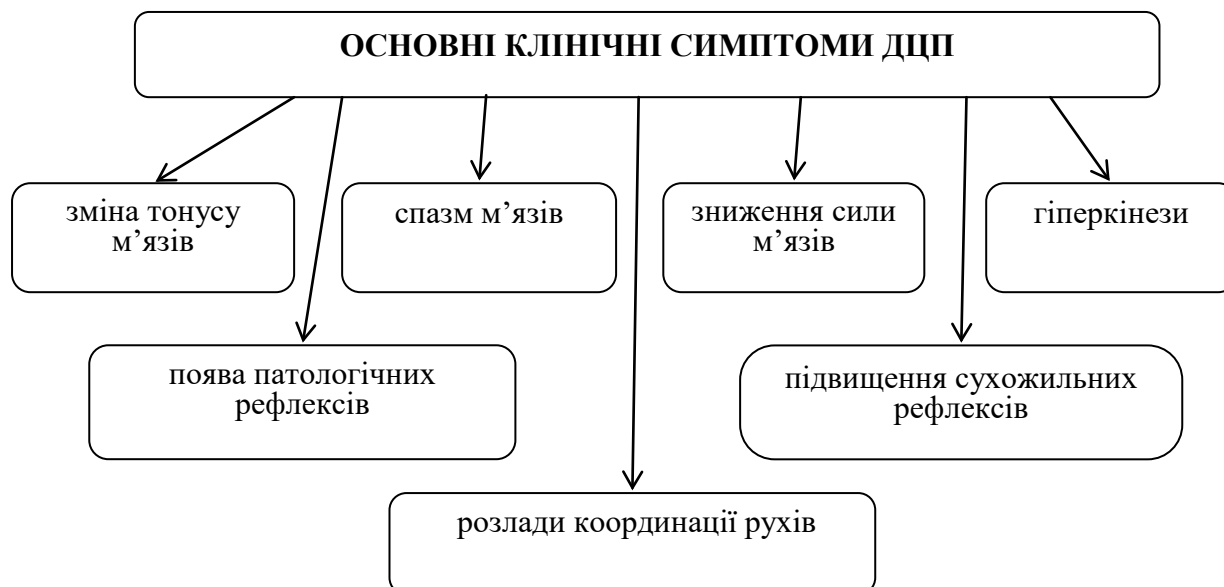 ОСНОВНІ КЛІНІЧНІ СИМПТОМИ ДЦП
зміна тонусу
м’язів
спазм м’язів
зниження сили
м’язів
гіперкінези
поява патологічних
рефлексів
підвищення сухожильних
рефлексів
розлади координації рухів